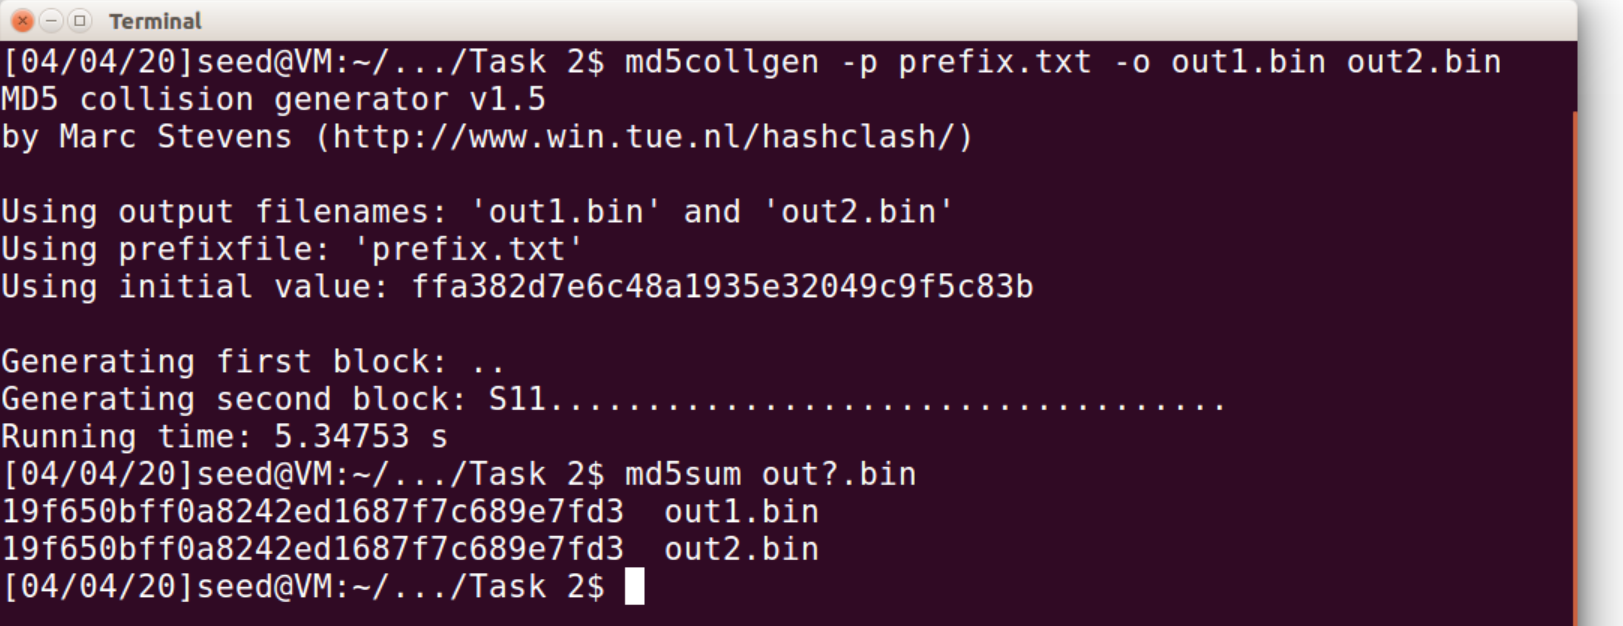 Terminal
[04/04/20]seed@VM:~/.../Task 2$ md5collgen -p prefix.txt -o out1.bin out2.bin
MD5 collision generator v1.5
by Marc Stevens (http://www.win.tue.nl/hashclash/)
Using output filenames: 'out1.bin' and 'out2.bin'
Using prefixfile: 'prefix.txt'
Using initial value: ffa382d7e6c48a1935e32049c9f5c83b
Generating first block: ..
Generating second block: S11...................................
Running time: 5.34753 s
[04/04/20]seed@VM:~/.../Task 2$ md5sum out?.bin
19f650bff0a8242ed1687f7c689e7fd3  out1.bin
19f650bff0a8242ed1687f7c689e7fd3  out2.bin
[04/04/20]seed@VM:~/.../Task 2$